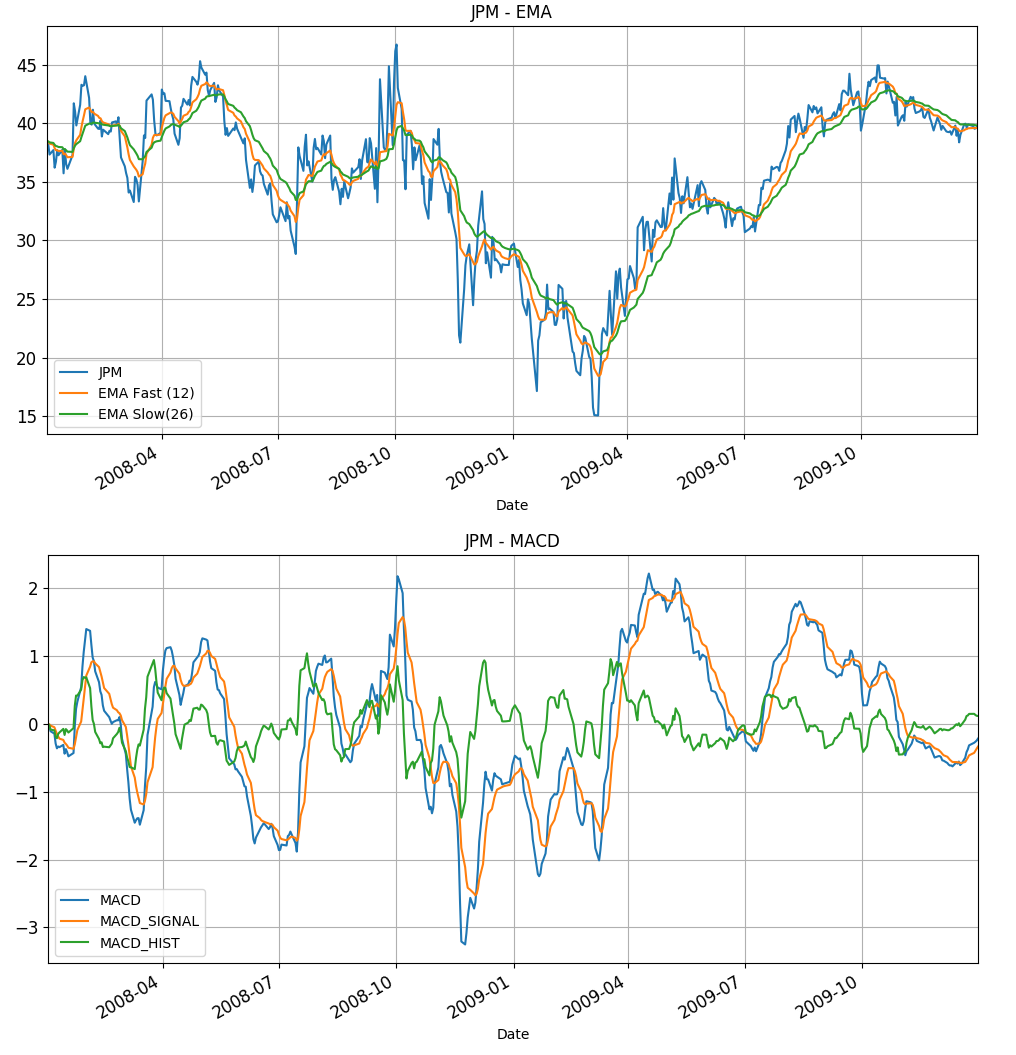 JPM - EMA
45
40
35
30
25
20
15
JPM
EMA Fast (12)
EMA Slow(26)
2008-04
2008-07
2008-10
2009-01
2009-04
2009-07
2009-10
Date
JPM - MACD
2
1
0
−1
−2
−3
MACD
MACD_SIGNAL
MACD_HIST
2008-04
2008-07
2008-10
2009-01
2009-04
2009-07
2009-10
Date